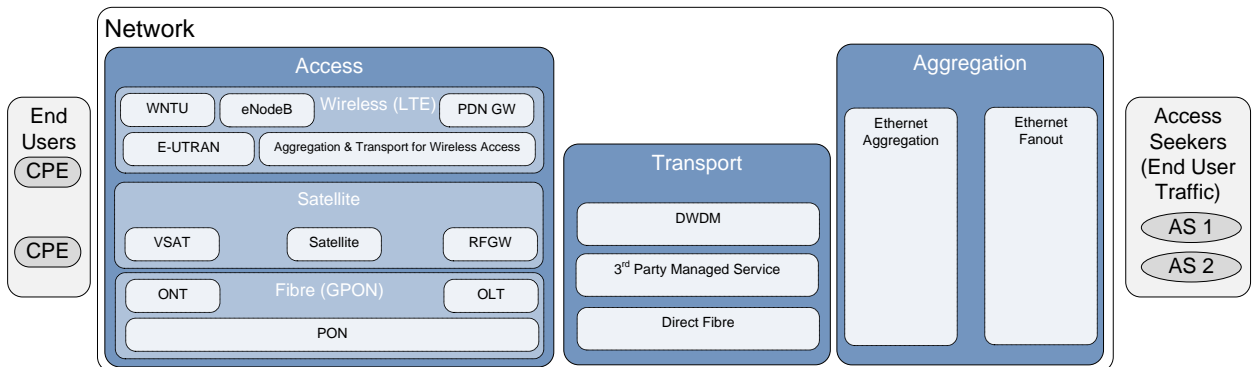 Network
End
Users
CPE
CPE
Access
Wireless (LTE)
WNTU
eNodeB
PDN GW
E-UTRAN
Aggregation & Transport for Wireless Access
Satellite
VSAT
Satellite
RFGW
Fibre (GPON)
ONT
OLT
PON
Transport
DWDM
3rd Party Managed Service
Direct Fibre
Aggregation
Ethernet
Aggregation
Ethernet
Fanout
Access
Seekers
(End User
Traffic)
AS 1
AS 2